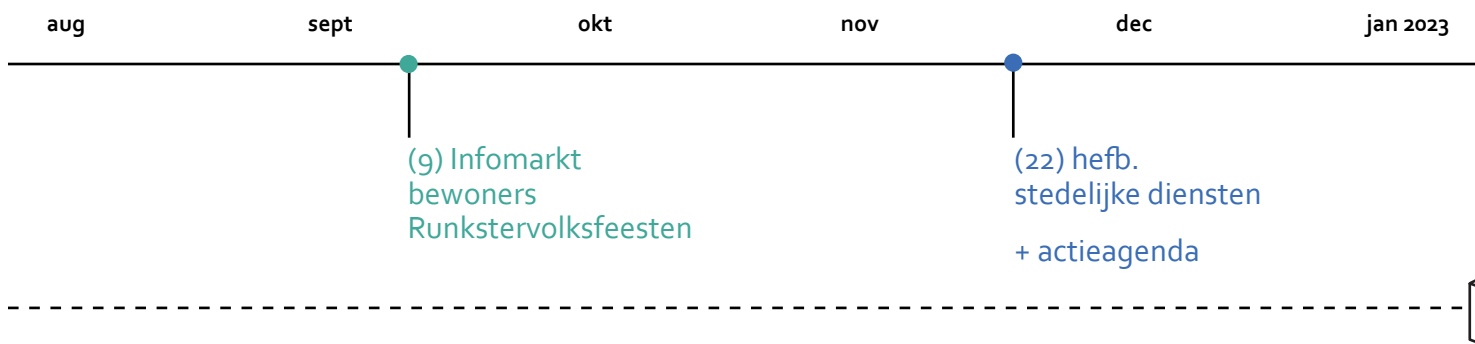 aug sept okt nov dec jan 2023
(9) Infomarkt
bewoners
Runkstervolksfeesten
(22) hefb.
stedelijke diensten
+ actieagenda